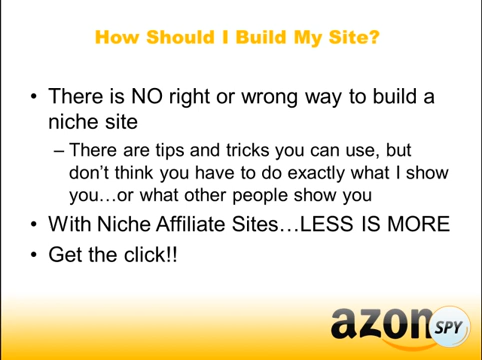 How Should I Build My Site?
• There is NO right or wrong way to build a
niche site
– There are tips and tricks you can use, but
don't think you have to do exactly what I show
you…or what other people show you
• With Niche Affiliate Sites…LESS IS MORE
• Get the click!!
azon SPY